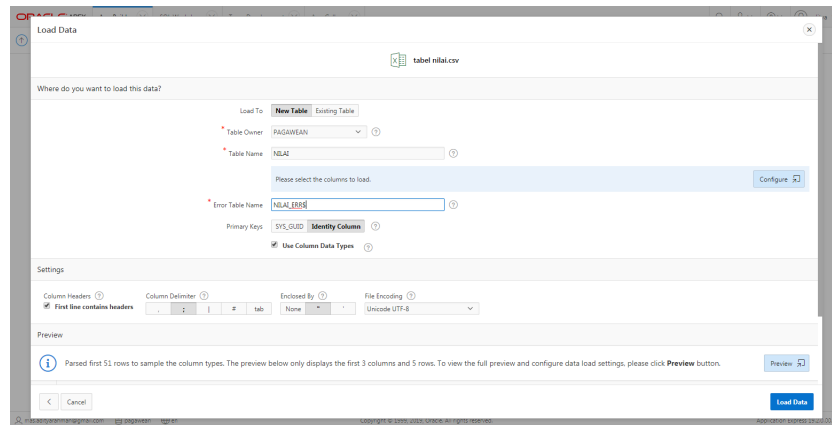 Load Data
tabel nilai.csv
Where do you want to load this data?
Load To New Table Existing Table
* Table Owner PAGAWEAN
* Table Name NILAI
Please select the columns to load. Configure
* Error Table Name NILAI_ERR$
Primary Keys SYS_GUID Identity Column
Use Column Data Types
Settings
Column Headers Column Delimiter Enclosed By File Encoding
First line contains headers , ; | # tab None " ' Unicode UTF-8
Preview
Parsed first 51 rows to sample the column types. The preview below only displays the first 3 columns and 5 rows. To view the full preview and configure data load settings, please click Preview button. Preview
< Cancel Load Data
pagawean en Copyright © 1999, 2019, Oracle. All rights reserved.